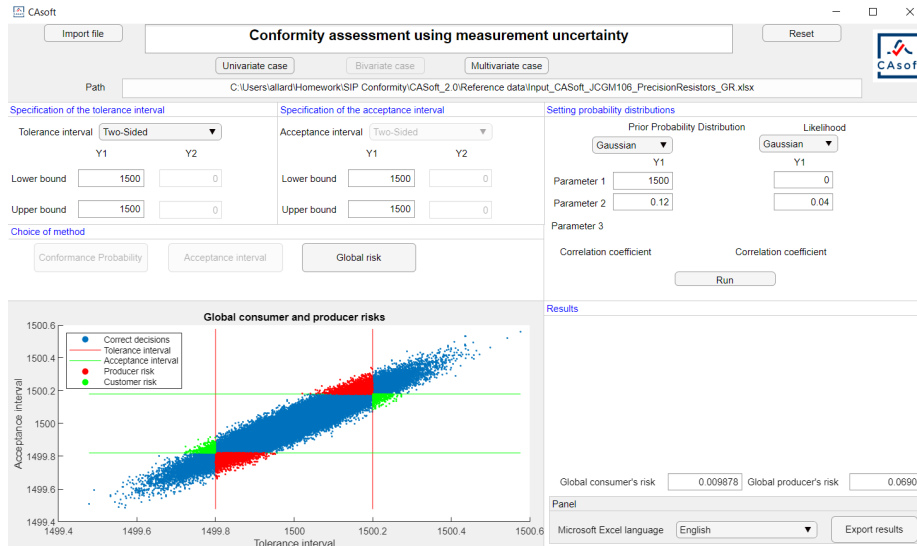 CAsoft
Import file
Conformity assessment using measurement uncertainty
Reset
CAsoft
Univariate case
Bivariate case
Multivariate case
Path
C:\Users\allard\Homework\SIP Conformity\CASoft_2.0\Reference data\Input_CASoft_JCGM106_PrecisionResistors_GR.xlsx
Specification of the tolerance interval
Tolerance interval Two-Sided
Y1 Y2
Lower bound 1500 0
Upper bound 1500 0
Specification of the acceptance interval
Acceptance interval Two-Sided
Y1 Y2
Lower bound 1500 0
Upper bound 1500 0
Setting probability distributions
Prior Probability Distribution Likelihood
Gaussian Gaussian
Y1 Y1
Parameter 1 1500 0
Parameter 2 0.12 0.04
Parameter 3
Correlation coefficient Correlation coefficient
Run
Choice of method
Conformance Probability Acceptance interval Global risk
Global consumer and producer risks
Correct decisions
Tolerance interval
Acceptance interval
Producer risk
Customer risk
Acceptance interval
1500.6
1500.4
1500.2
1500
1499.8
1499.6
1499.4
1499.4 1499.6 1499.8 1500 1500.2 1500.4 1500.6
Tolerance interval
Results
Global consumer's risk 0.009878 Global producer's risk 0.0690
Panel
Microsoft Excel language English Export results